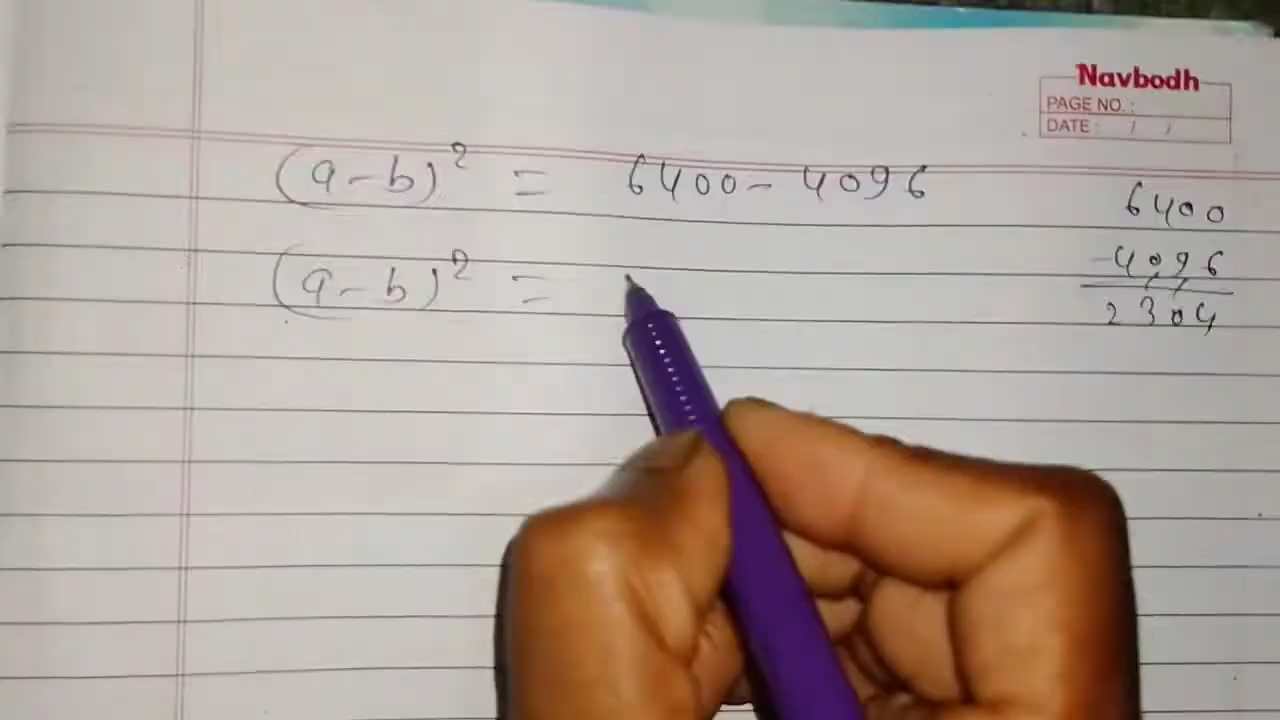 Navbodh
PAGE NO. :
DATE : / /
(a-b)² = 6400 - 4096
(a-b)² =
6400
-4096
2304